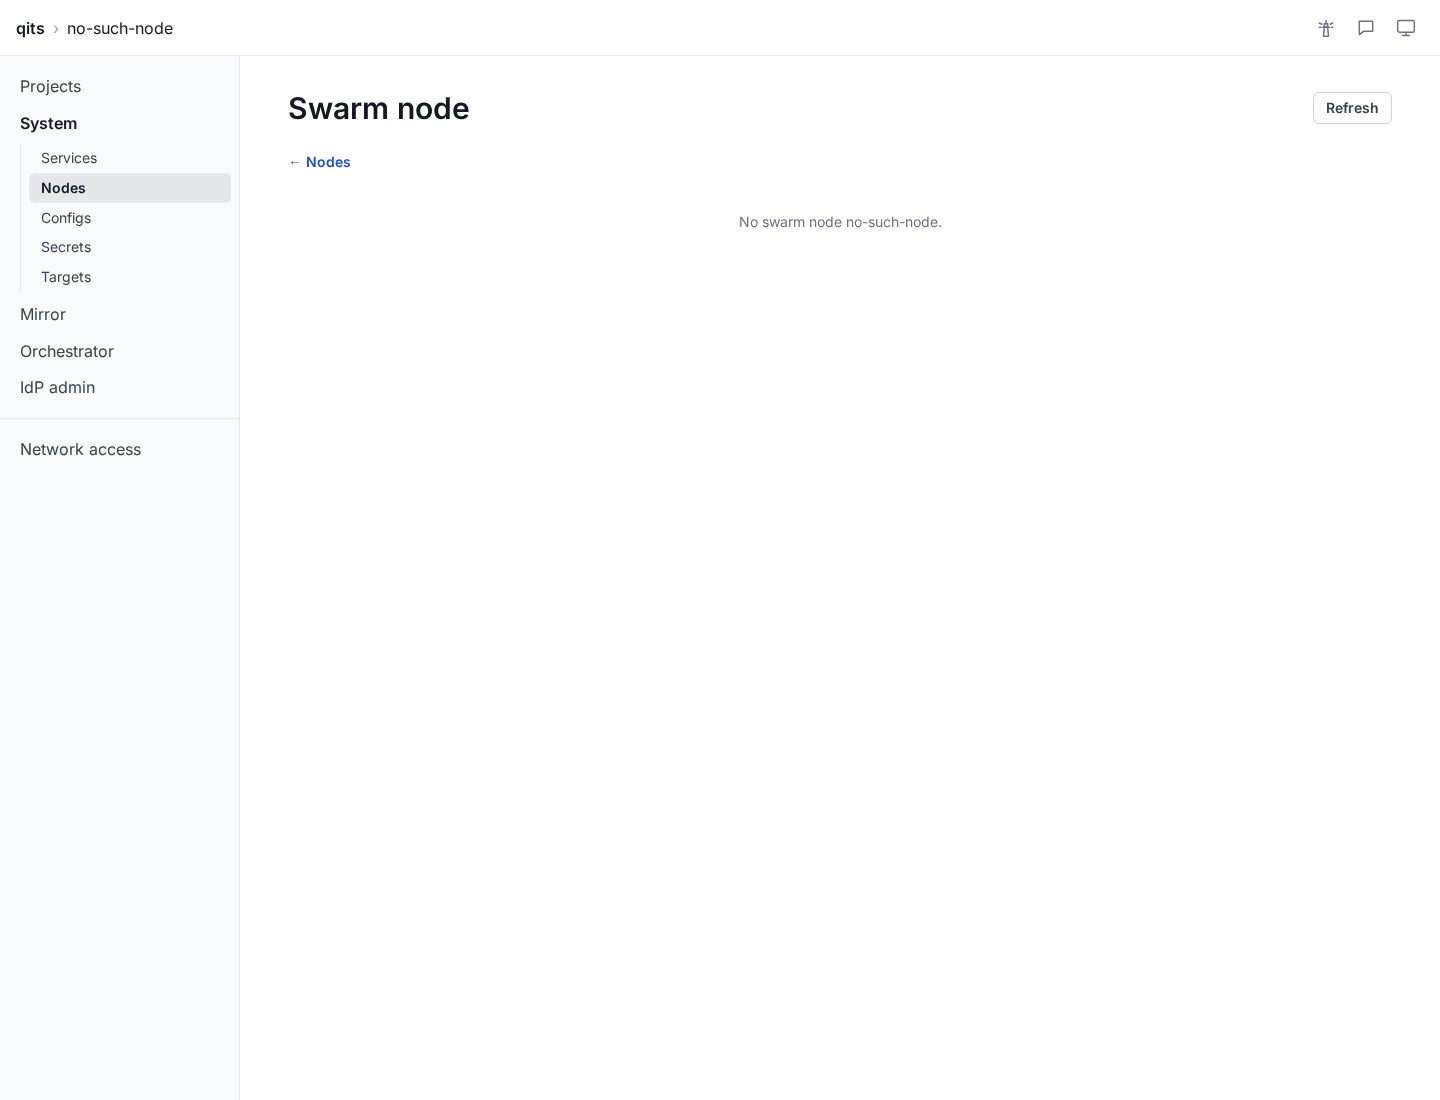 qits › no-such-node
Projects
System
Services
Nodes
Configs
Secrets
Targets
Mirror
Orchestrator
IdP admin
Network access
Swarm node
Refresh
← Nodes
No swarm node no-such-node.